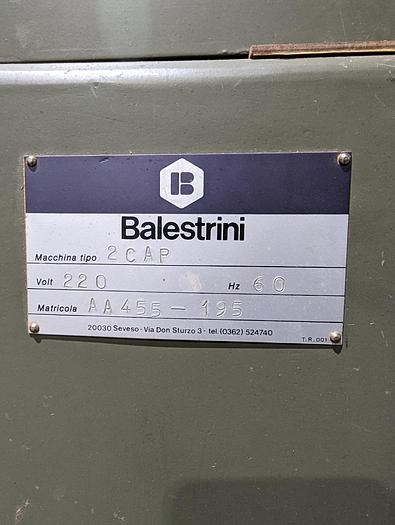 B
Balestrini
Macchina tipo 2CAP
Volt 220 Hz 60
Matricola AA455-195
20030 Seveso - Via Don Sturzo 3 - tel. (0362) 524740
T.R.001